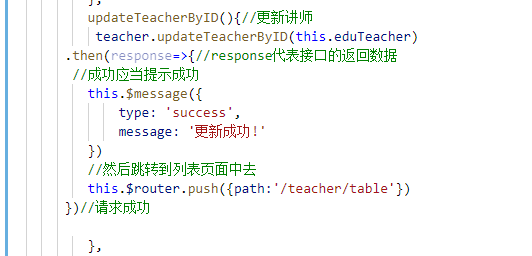 },
updateTeacherByID(){//更新讲师
teacher.updateTeacherByID(this.eduTeacher)
.then(response=>{//response代表接口的返回数据
//成功应当提示成功
this.$message({
type: 'success',
message: '更新成功!'
})
//然后跳转到列表页面中去
this.$router.push({path:'/teacher/table'})
})//请求成功
},